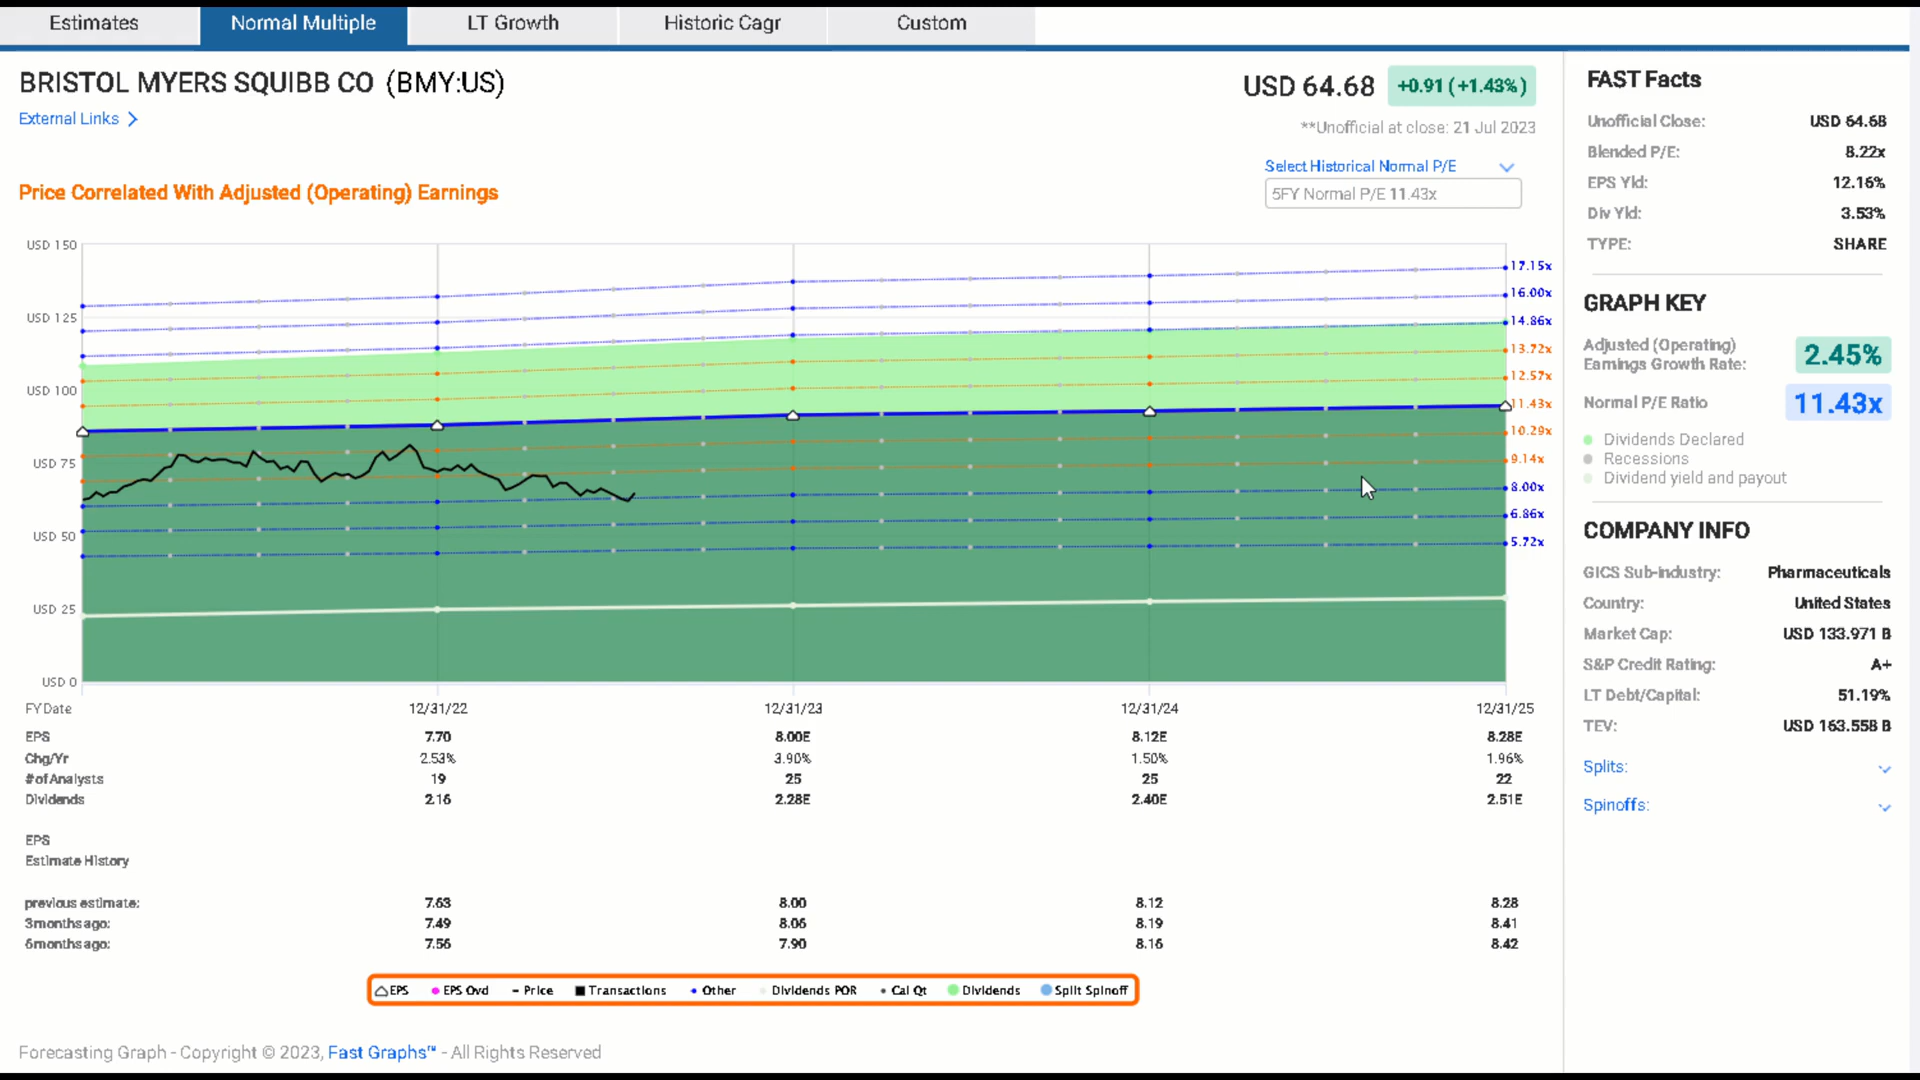 Estimates Normal Multiple LT Growth Historic Cagr Custom
BRISTOL MYERS SQUIBB CO (BMY:US)
USD 64.68 +0.91 (+1.43%)
External Links
**Unofficial at close: 21 Jul 2023
Select Historical Normal P/E
5FY Normal P/E 11.43x
Price Correlated With Adjusted (Operating) Earnings
USD 150
USD 125
USD 100
USD 75
USD 50
USD 25
USD 0
17.15x
16.00x
14.86x
13.72x
12.57x
11.43x
10.29x
9.14x
8.00x
6.86x
5.72x
FY Date 12/31/22 12/31/23 12/31/24 12/31/25
EPS 7.70 8.00E 8.12E 8.28E
Chg/Yr 2.53% 3.90% 1.50% 1.96%
# of Analysts 19 25 25 22
Dividends 2.16 2.28E 2.40E 2.51E
EPS
Estimate History
previous estimate: 7.63 8.00 8.12 8.28
3 months ago: 7.49 8.06 8.19 8.41
6 months ago: 7.56 7.90 8.16 8.42
EPS EPS Ovd Price Transactions Other Dividends POR Cal Qt Dividends Split Spinoff
Forecasting Graph - Copyright © 2023, Fast Graphs™ - All Rights Reserved
FAST Facts
Unofficial Close: USD 64.68
Blended P/E: 8.22x
EPS Yld: 12.16%
Div Yld: 3.53%
TYPE: SHARE
GRAPH KEY
Adjusted (Operating)
Earnings Growth Rate: 2.45%
Normal P/E Ratio 11.43x
Dividends Declared
Recessions
Dividend yield and payout
COMPANY INFO
GICS Sub-industry: Pharmaceuticals
Country: United States
Market Cap: USD 133.971 B
S&P Credit Rating: A+
LT Debt/Capital: 51.19%
TEV: USD 163.558 B
Splits:
Spinoffs: